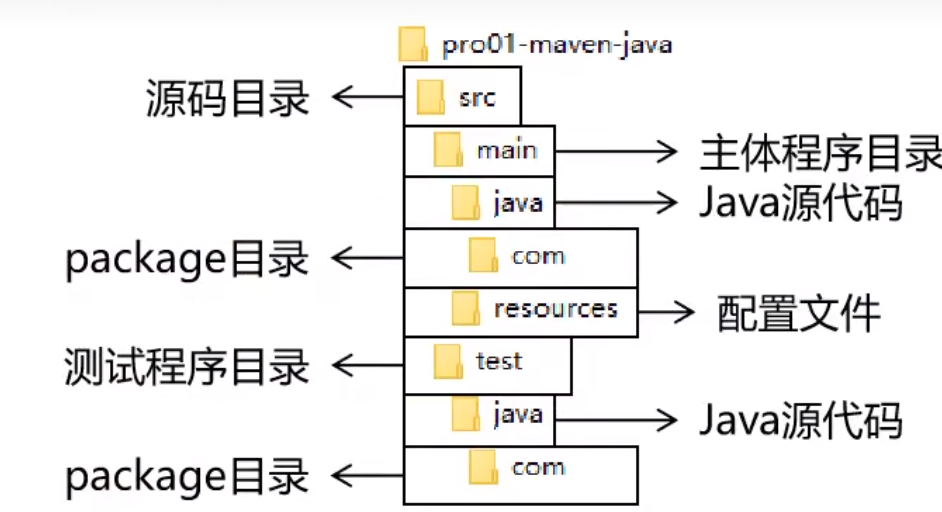 pro01-maven-java
源码目录 src
main 主体程序目录
java Java源代码
package目录 com
resources 配置文件
测试程序目录 test
java Java源代码
package目录 com